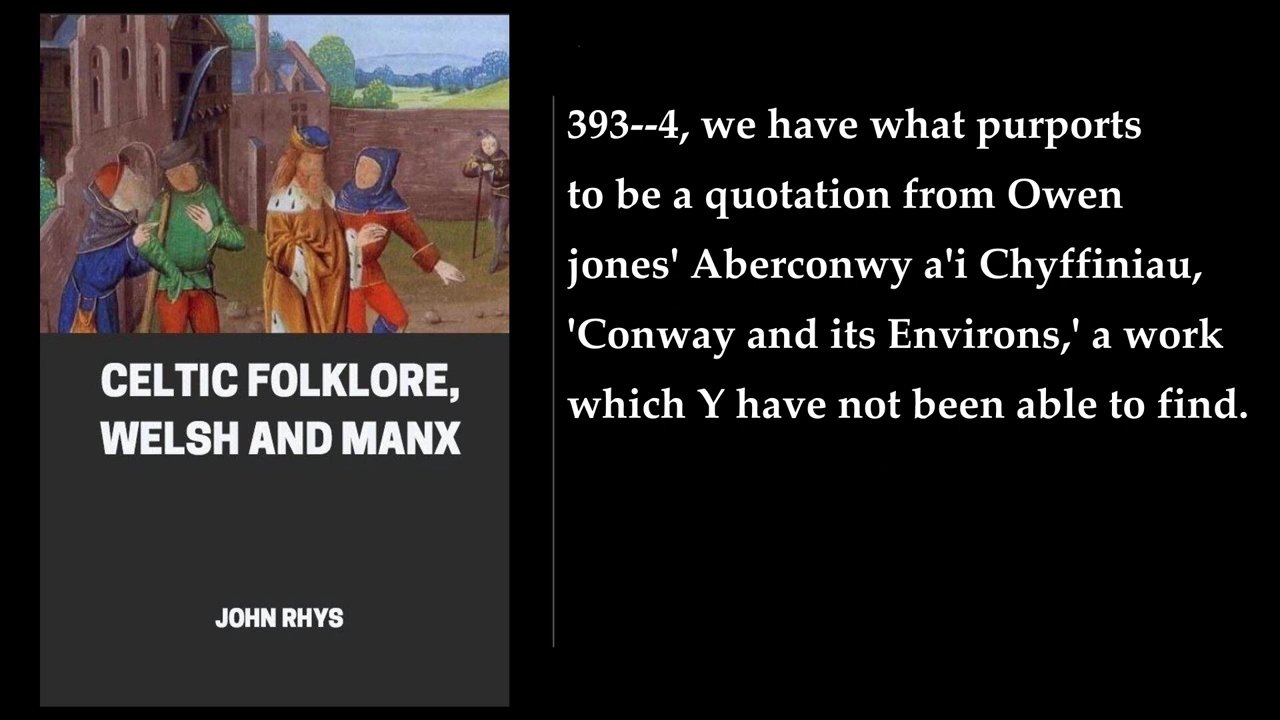 CELTIC FOLKLORE,
WELSH AND MANX
JOHN RHYS
393--4, we have what purports
to be a quotation from Owen
jones' Aberconwy a'i Chyffiniau,
'Conway and its Environs,' a work
which Y have not been able to find.